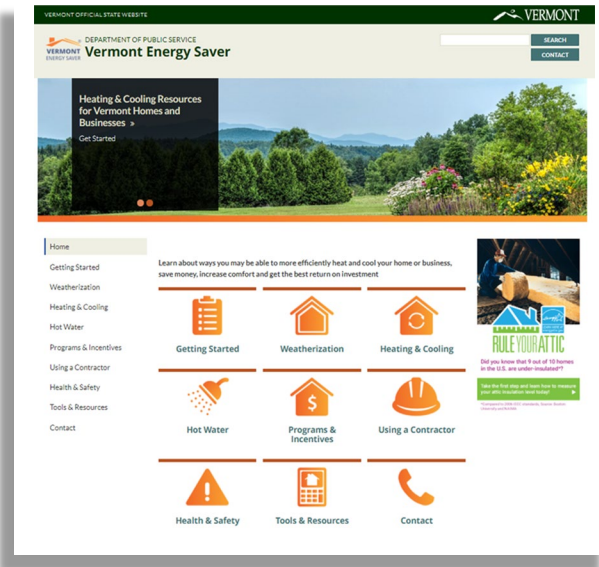 VERMONT OFFICIAL STATE WEBSITE
VERMONT
DEPARTMENT OF PUBLIC SERVICE
Vermont Energy Saver
VERMONT
ENERGY SAVER
SEARCH
CONTACT
Heating & Cooling Resources
for Vermont Homes and
Businesses »
Get Started
Home
Getting Started
Weatherization
Heating & Cooling
Hot Water
Programs & Incentives
Using a Contractor
Health & Safety
Tools & Resources
Contact
Learn about ways you may be able to more efficiently heat and cool your home or business,
save money, increase comfort and get the best return on investment
Getting Started
Weatherization
Heating & Cooling
Hot Water
$
Programs &
Incentives
Using a Contractor
Health & Safety
Tools & Resources
Contact
RULE YOUR ATTIC
Did you know that 9 out of 10 homes
in the U.S. are under-insulated*?
Take the first step and learn how to measure
your attic insulation level today!